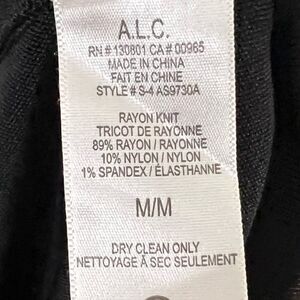 A.L.C.
RN # 130801 CA # 00965
MADE IN CHINA
FAIT EN CHINE
STYLE # S-4 AS9730A
RAYON KNIT
TRICOT DE RAYONNE
89% RAYON / RAYONNE
10% NYLON / NYLON
1% SPANDEX / ÉLASTHANNE
M/M
DRY CLEAN ONLY
NETTOYAGE À SEC SEULEMENT